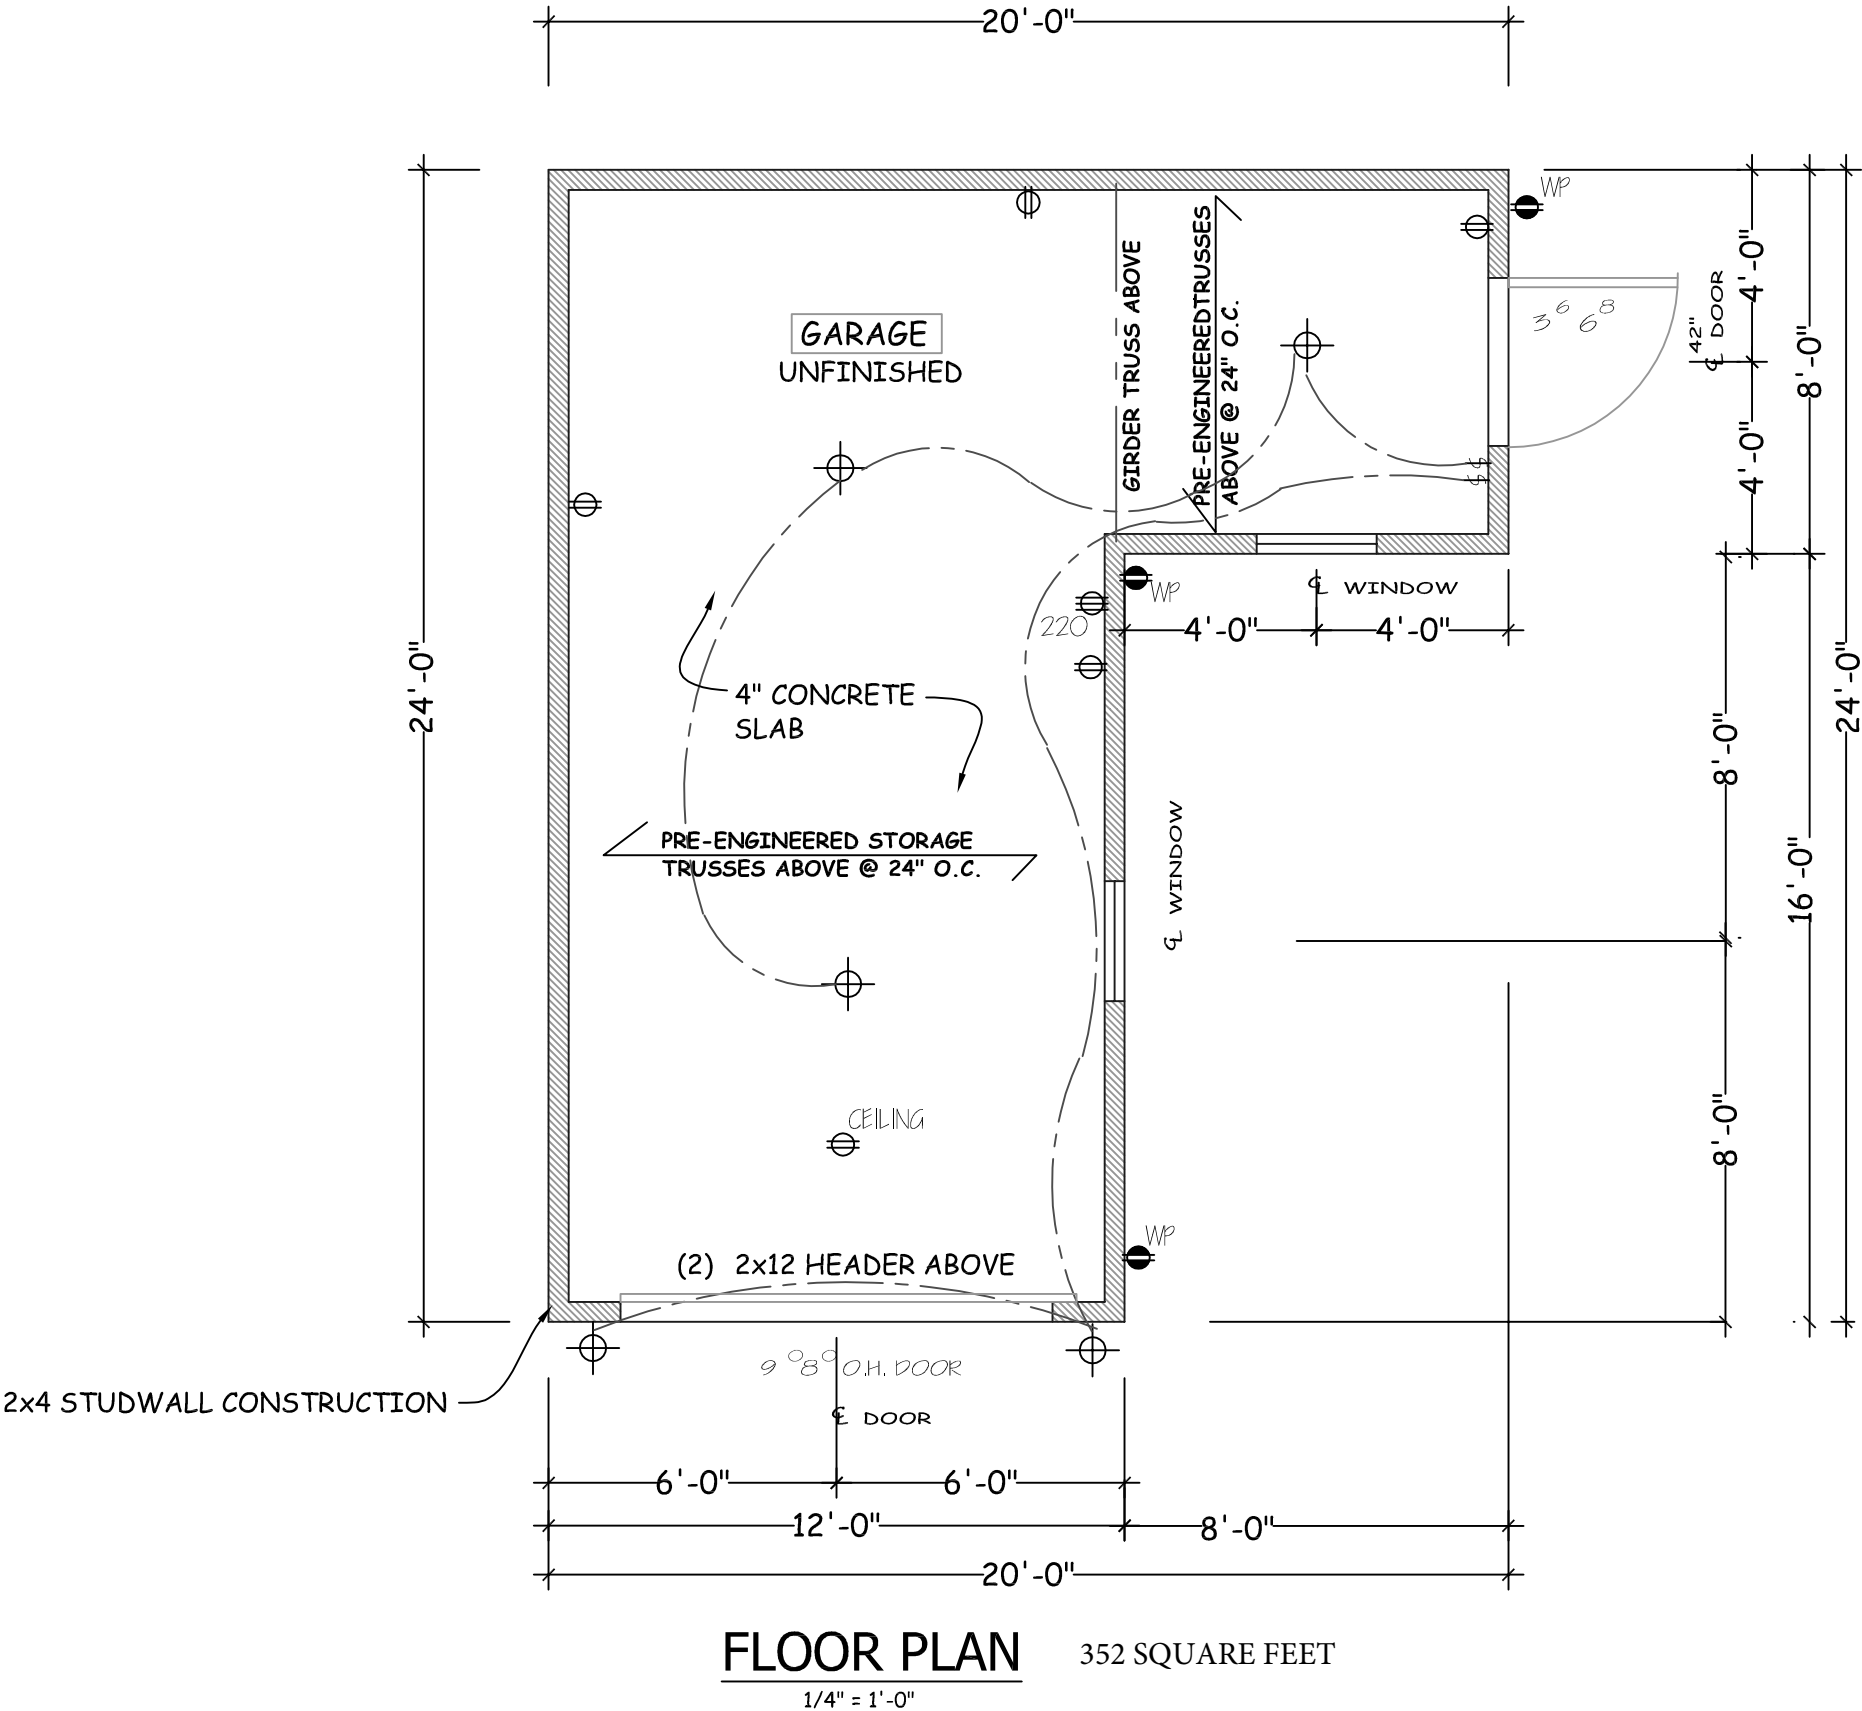 20'-0"
WP
GARAGE
UNFINISHED
GIRDER TRUSS ABOVE
PRE-ENGINEEREDTRUSSES
ABOVE @ 24" O.C.
3 6 6 8
42"
℄ DOOR
4'-0"
4'-0"
8'-0"
24'-0"
$
$
WP
220
℄ WINDOW
4'-0"
4'-0"
24'-0"
4" CONCRETE
SLAB
8'-0"
16'-0"
PRE-ENGINEERED STORAGE
TRUSSES ABOVE @ 24" O.C.
℄ WINDOW
CEILING
8'-0"
WP
(2) 2x12 HEADER ABOVE
9 0 8 0 O.H. DOOR
2x4 STUDWALL CONSTRUCTION
℄ DOOR
6'-0"
6'-0"
12'-0"
8'-0"
20'-0"
FLOOR PLAN
352 SQUARE FEET
1/4" = 1'-0"